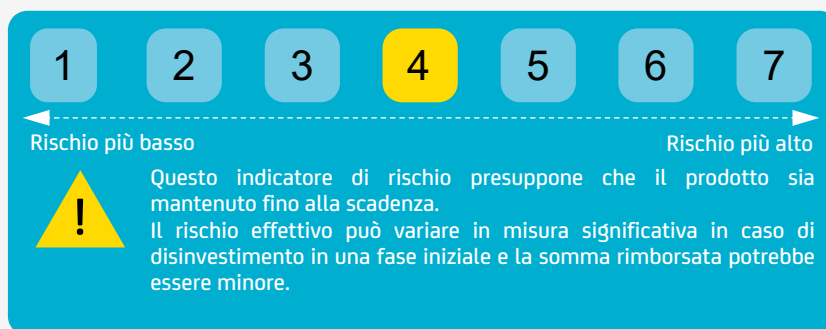 1 2 3 4 5 6 7
Rischio più basso Rischio più alto
!
Questo indicatore di rischio presuppone che il prodotto sia
mantenuto fino alla scadenza.
Il rischio effettivo può variare in misura significativa in caso di
disinvestimento in una fase iniziale e la somma rimborsata potrebbe
essere minore.